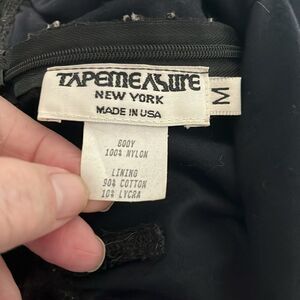 TAPEMEASURE
NEW YORK
MADE IN USA
M
BODY
100% NYLON
LINING
90% COTTON
10% LYCRA